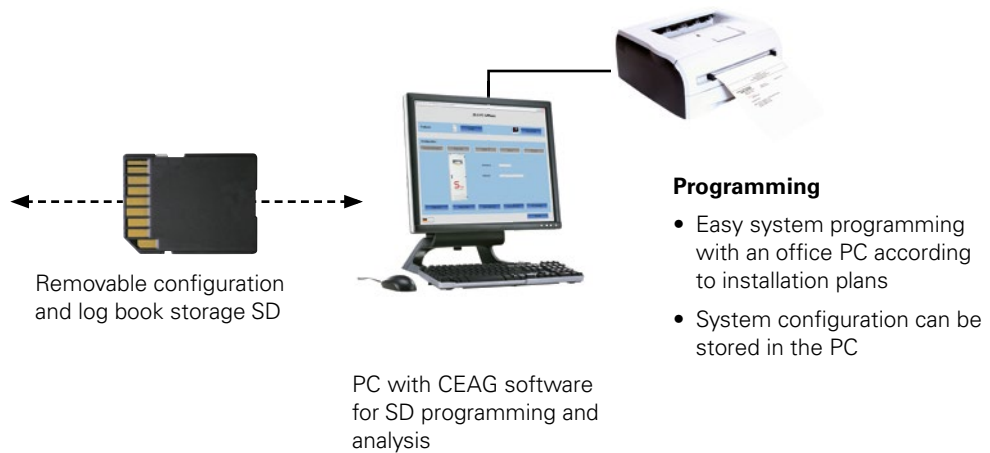 Removable configuration
and log book storage SD
PC with CEAG software
for SD programming and
analysis
Programming
• Easy system programming
with an office PC according
to installation plans
• System configuration can be
stored in the PC